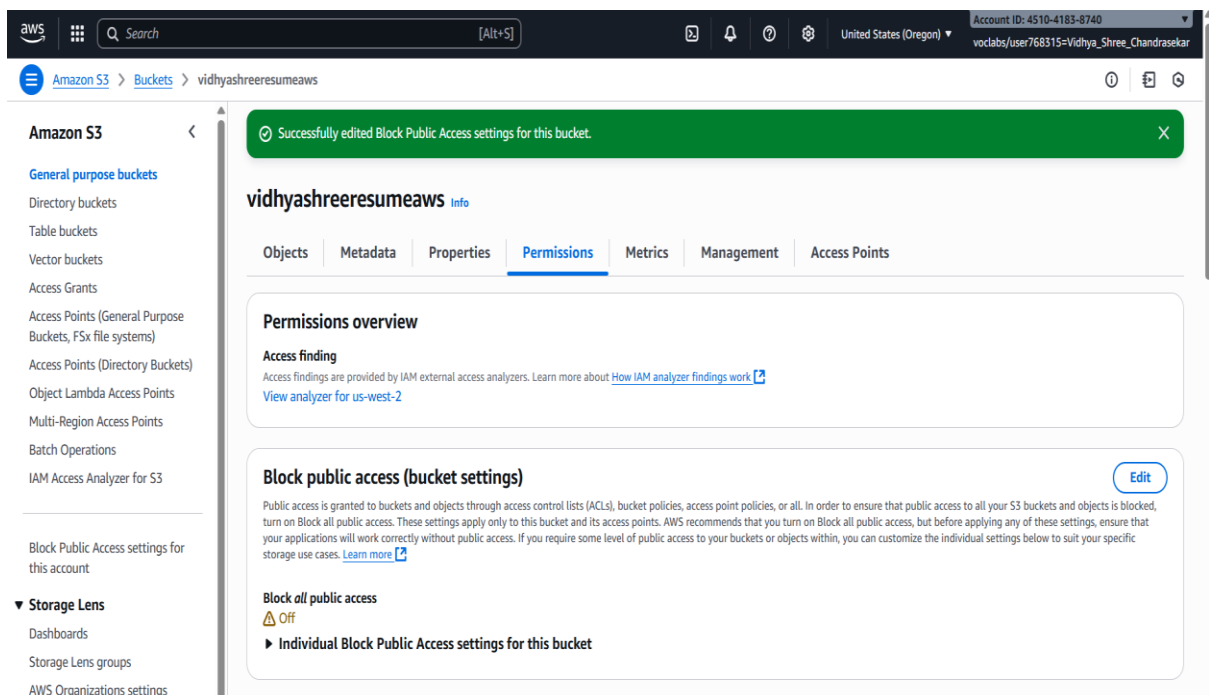 aws
Search
[Alt+S]
United States (Oregon) ▼
Account ID: 4510-4183-8740
voclabs/user768315=Vidhya_Shree_Chandrasekar
Amazon S3 > Buckets > vidhyashreeresumeaws
Amazon S3
General purpose buckets
Directory buckets
Table buckets
Vector buckets
Access Grants
Access Points (General Purpose
Buckets, FSx file systems)
Access Points (Directory Buckets)
Object Lambda Access Points
Multi-Region Access Points
Batch Operations
IAM Access Analyzer for S3
Block Public Access settings for
this account
▼ Storage Lens
Dashboards
Storage Lens groups
AWS Organizations settings
Successfully edited Block Public Access settings for this bucket.
vidhyashreeresumeaws Info
Objects
Metadata
Properties
Permissions
Metrics
Management
Access Points
Permissions overview
Access finding
Access findings are provided by IAM external access analyzers. Learn more about How IAM analyzer findings work
View analyzer for us-west-2
Block public access (bucket settings)
Edit
Public access is granted to buckets and objects through access control lists (ACLs), bucket policies, access point policies, or all. In order to ensure that public access to all your S3 buckets and objects is blocked,
turn on Block all public access. These settings apply only to this bucket and its access points. AWS recommends that you turn on Block all public access, but before applying any of these settings, ensure that
your applications will work correctly without public access. If you require some level of public access to your buckets or objects within, you can customize the individual settings below to suit your specific
storage use cases. Learn more
Block all public access
Off
Individual Block Public Access settings for this bucket